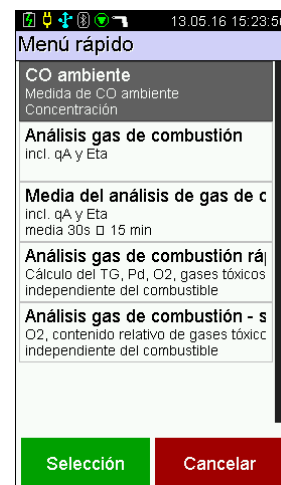 13.05.16 15:23:50
Menú rápido
CO ambiente
Medida de CO ambiente
Concentración
Análisis gas de combustión
incl. qA y Eta
Media del análisis de gas de c
incl. qA y Eta
media 30s □ 15 min
Análisis gas de combustión ráp
Cálculo del TG, Pd, O2, gases tóxicos
independiente del combustible
Análisis gas de combustión - s
O2, contenido relativo de gases tóxicc
independiente del combustible
Selección
Cancelar